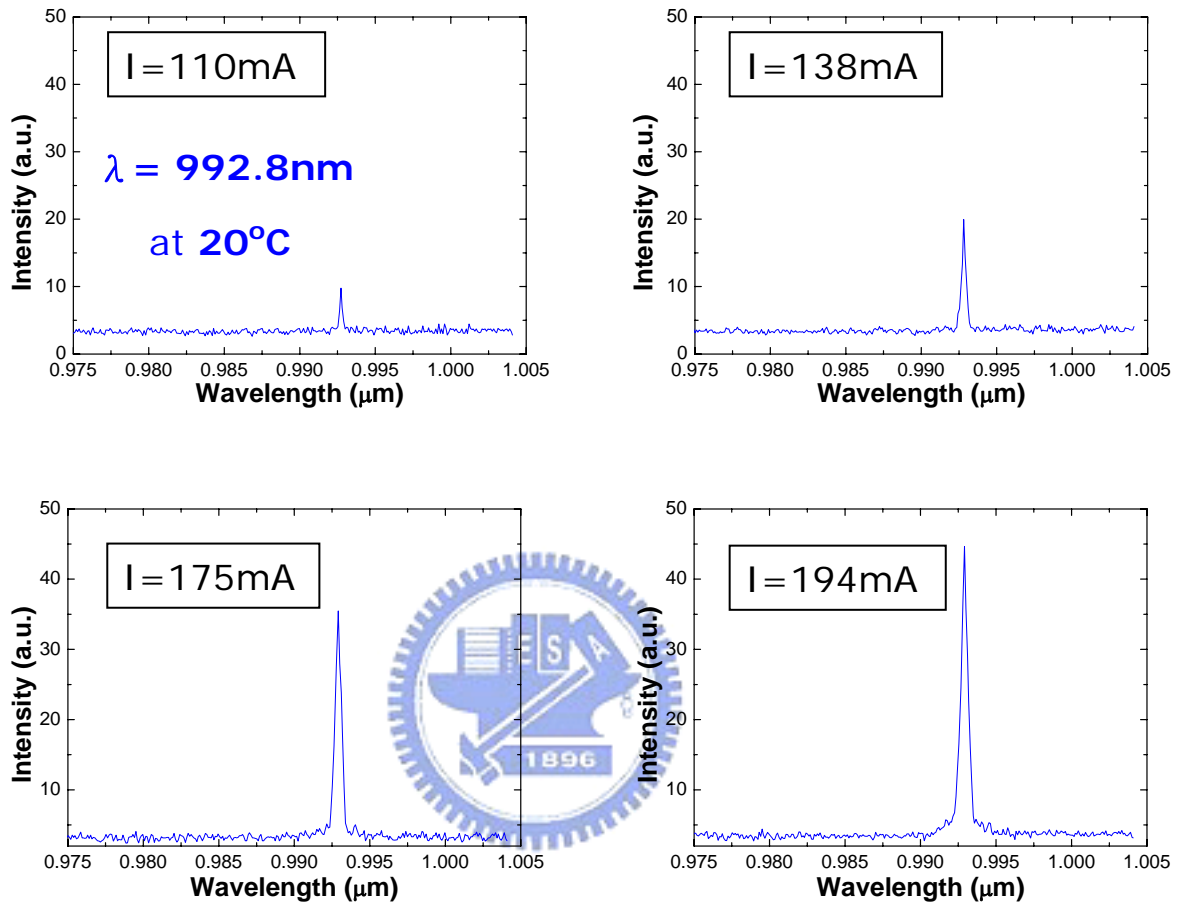 50
40
30
20
10
0
Intensity (a.u.)
I=110mA
λ = 992.8nm
at 20°C
0.975 0.980 0.985 0.990 0.995 1.000 1.005
Wavelength (μm)
50
40
30
20
10
0
Intensity (a.u.)
I=138mA
0.975 0.980 0.985 0.990 0.995 1.000 1.005
Wavelength (μm)
50
40
30
20
10
Intensity (a.u.)
I=175mA
0.975 0.980 0.985 0.990 0.995 1.000 1.005
Wavelength (μm)
E S A
1896
50
40
30
20
10
Intensity (a.u.)
I=194mA
0.975 0.980 0.985 0.990 0.995 1.000 1.005
Wavelength (μm)